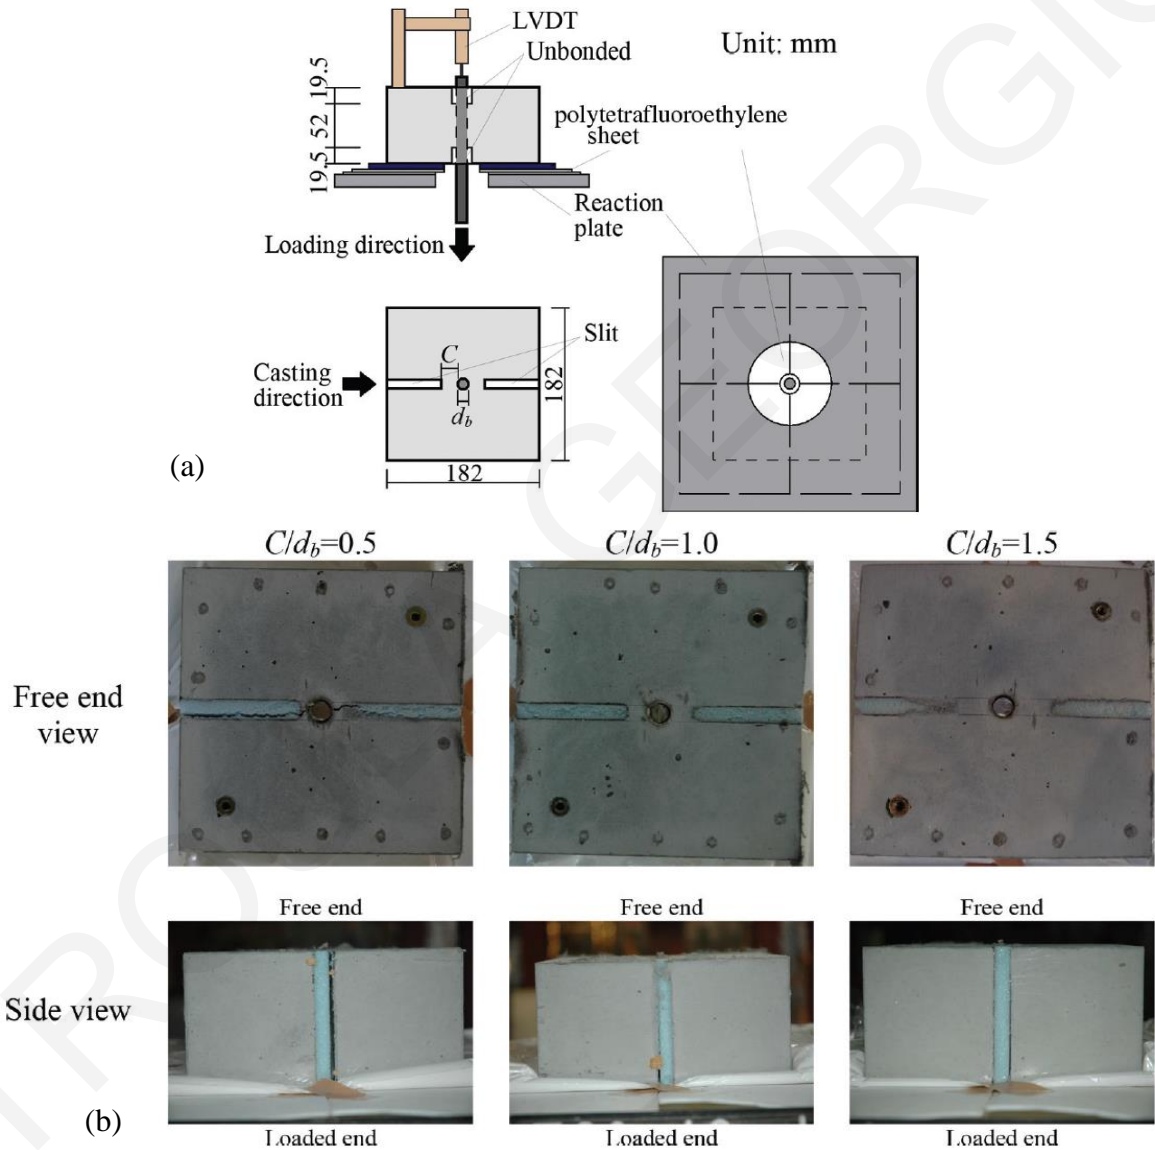 LVDT
Unbonded
Unit: mm
19.5
52
19.5
polytetrafluoroethylene
sheet
Reaction
plate
Loading direction
Slit
C
Casting
direction
d_b
182
182
(a)
C/d_b=0.5
C/d_b=1.0
C/d_b=1.5
Free end
view
Free end
Free end
Free end
Side view
(b)
Loaded end
Loaded end
Loaded end